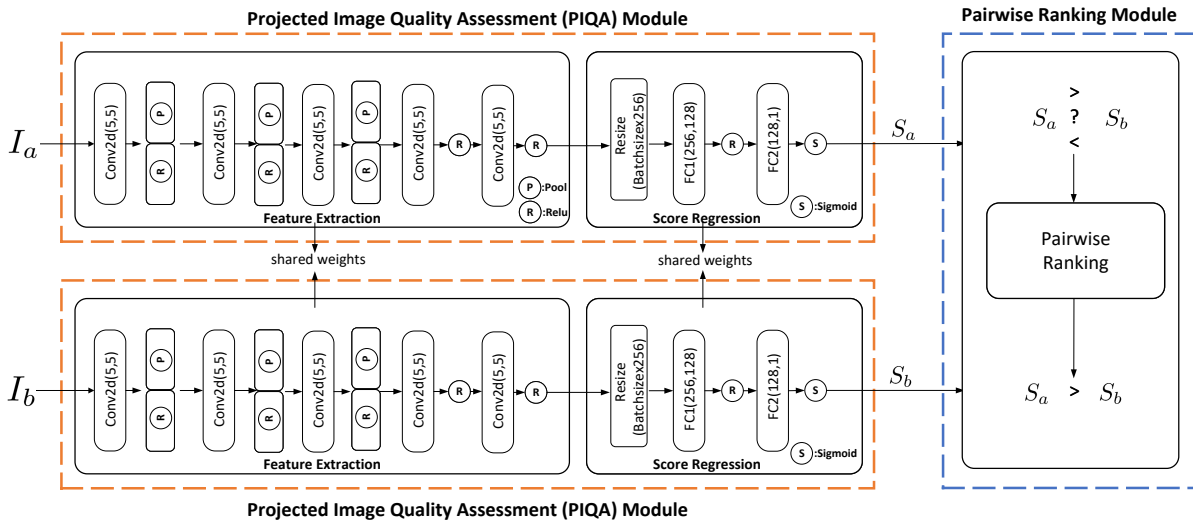 Projected Image Quality Assessment (PIQA) Module
Pairwise Ranking Module
I_a
Conv2d(5,5)
P
R
Conv2d(5,5)
P
R
Conv2d(5,5)
P
R
Conv2d(5,5)
R
Conv2d(5,5)
R
P :Pool
R :Relu
Feature Extraction
Resize
(Batchsizex256)
FC1(256,128)
R
FC2(128,1)
S
S :Sigmoid
Score Regression
S_a
shared weights
shared weights
I_b
Conv2d(5,5)
P
R
Conv2d(5,5)
P
R
Conv2d(5,5)
P
R
Conv2d(5,5)
R
Conv2d(5,5)
R
Feature Extraction
Resize
(Batchsizex256)
FC1(256,128)
R
FC2(128,1)
S
S :Sigmoid
Score Regression
S_b
Projected Image Quality Assessment (PIQA) Module
>
S_a ? S_b
<
Pairwise
Ranking
S_a > S_b